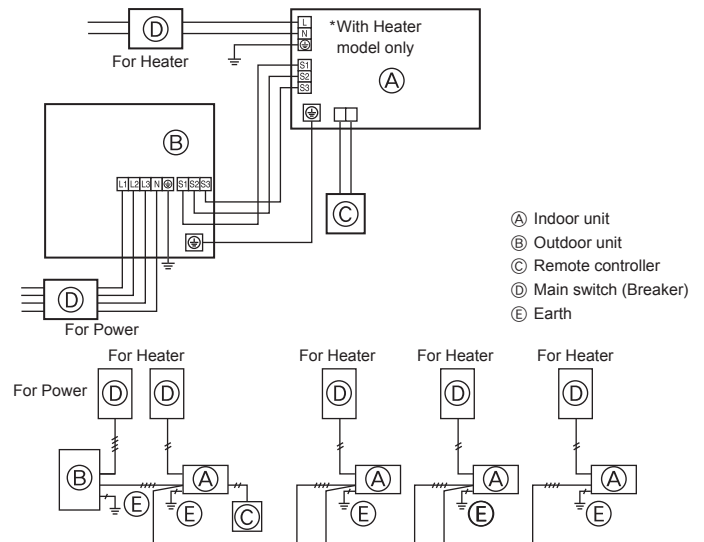 D
For Heater
L
N
*With Heater
model only
S1
S2
S3
A
B
L1 L2 L3 N S1 S2 S3
C
D
For Power
A Indoor unit
B Outdoor unit
C Remote controller
D Main switch (Breaker)
E Earth
For Heater For Heater For Heater For Heater
For Power D D D D D
B A A A A
E E C E E E